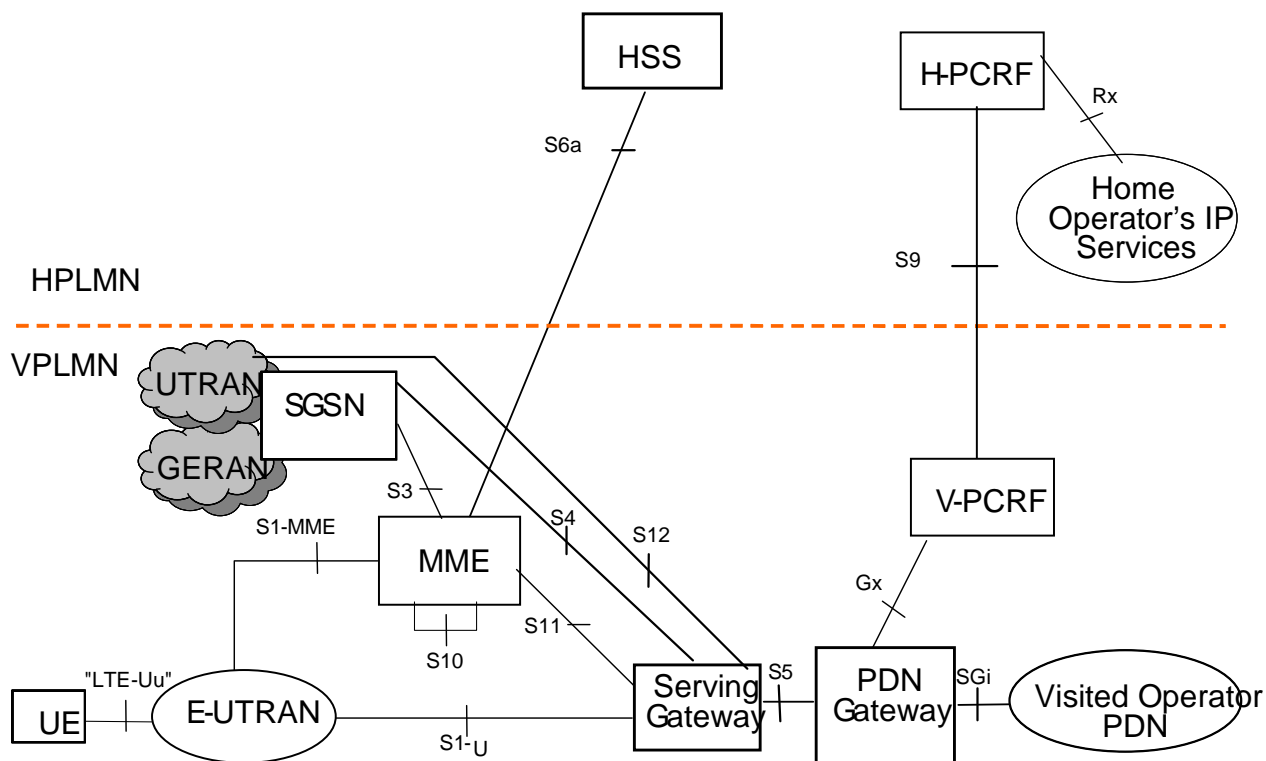 HSS
H-PCRF
Rx
S6a
Home
Operator's IP
Services
S9
HPLMN
VPLMN
UTRAN
SGSN
GERAN
S3
S4
S12
V-PCRF
S1-MME
MME
Gx
S11
S10
"LTE-Uu"
UE
E-UTRAN
S1-U
Serving
Gateway
S5
PDN
Gateway
SGi
Visited Operator
PDN